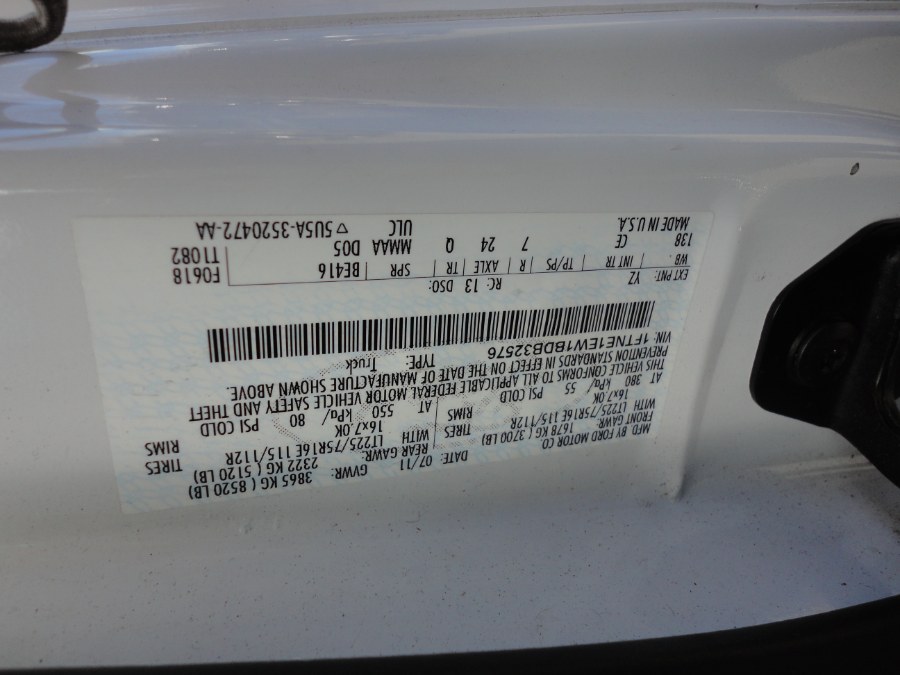 MFD. BY FORD MOTOR CO.
DATE: 07/11 GVWR: 3865 KG ( 8520 LB)
FRONT GAWR: 1678 KG ( 3700 LB) REAR GAWR: 2322 KG ( 5120 LB)
WITH LT225/75R16E 115/112R TIRES WITH LT225/75R16E 115/112R TIRES
16x7.0K RIMS 16x7.0K RIMS
AT 380 kPa/ 55 PSI COLD AT 550 kPa/ 80 PSI COLD
THIS VEHICLE CONFORMS TO ALL APPLICABLE FEDERAL MOTOR VEHICLE SAFETY AND THEFT
PREVENTION STANDARDS IN EFFECT ON THE DATE OF MANUFACTURE SHOWN ABOVE.
VIN: 1FTNE1EW1BDB32576 TYPE: Truck
EXT PNT: YZ RC: 13 DSO: F0618
WB INT TR TP/PS R AXLE TR SPR BE416 T1082
138 CE 7 24 Q MMAA D05
MADE IN U.S.A. ULC ▽ 5U5A-3520472-AA